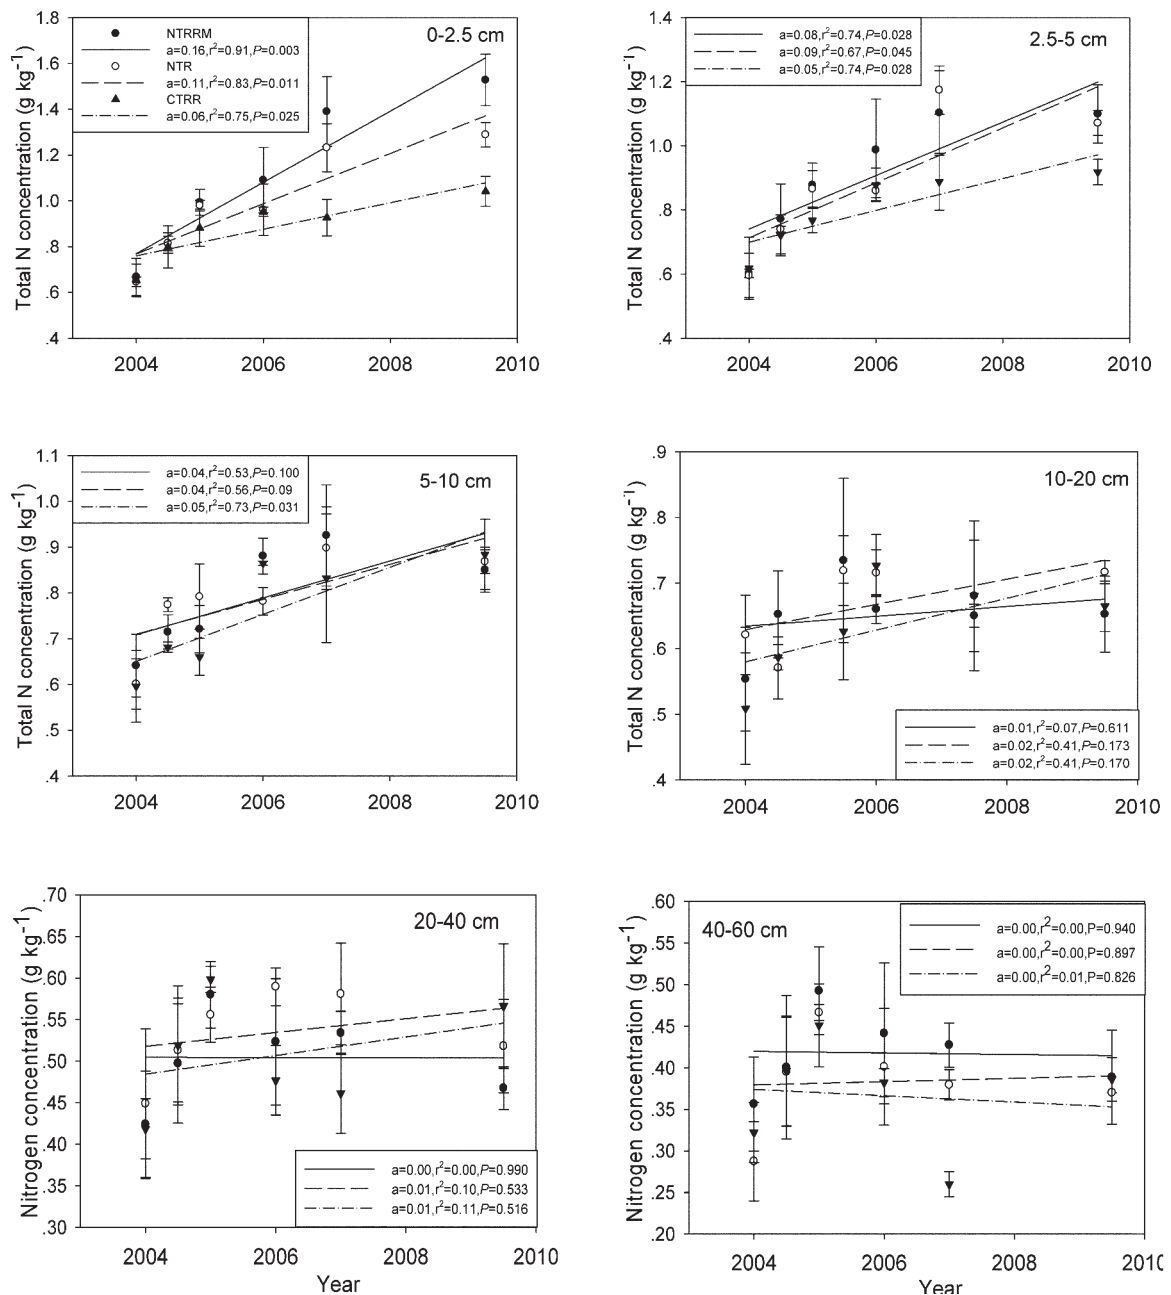 1.8
1.6
1.4
1.2
1.0
.8
.6
.4
Total N concentration (g kg⁻¹)
NTRRM
a=0.16,r²=0.91,P=0.003
NTR
a=0.11,r²=0.83,P=0.011
CTRR
a=0.06,r²=0.75,P=0.025
0-2.5 cm
2004 2006 2008 2010
1.4
1.2
1.0
.8
.6
.4
Total N concentration (g kg⁻¹)
a=0.08,r²=0.74,P=0.028
a=0.09,r²=0.67,P=0.045
a=0.05,r²=0.74,P=0.028
2.5-5 cm
2004 2006 2008 2010
1.1
1.0
.9
.8
.7
.6
.5
.4
Total N concentration (g kg⁻¹)
a=0.04,r²=0.53,P=0.100
a=0.04,r²=0.56,P=0.09
a=0.05,r²=0.73,P=0.031
5-10 cm
2004 2006 2008 2010
.9
.8
.7
.6
.5
.4
Total N concentration (g kg⁻¹)
10-20 cm
a=0.01,r²=0.07,P=0.611
a=0.02,r²=0.41,P=0.173
a=0.02,r²=0.41,P=0.170
2004 2006 2008 2010
.70
.65
.60
.55
.50
.45
.40
.35
.30
Nitrogen concentration (g kg⁻¹)
20-40 cm
a=0.00,r²=0.00,P=0.990
a=0.01,r²=0.10,P=0.533
a=0.01,r²=0.11,P=0.516
2004 2006 2008 2010
Year
.60
.55
.50
.45
.40
.35
.30
.25
.20
Nitrogen concentration (g kg⁻¹)
40-60 cm
a=0.00,r²=0.00,P=0.940
a=0.00,r²=0.00,P=0.897
a=0.00,r²=0.01,P=0.826
2004 2006 2008 2010
Year